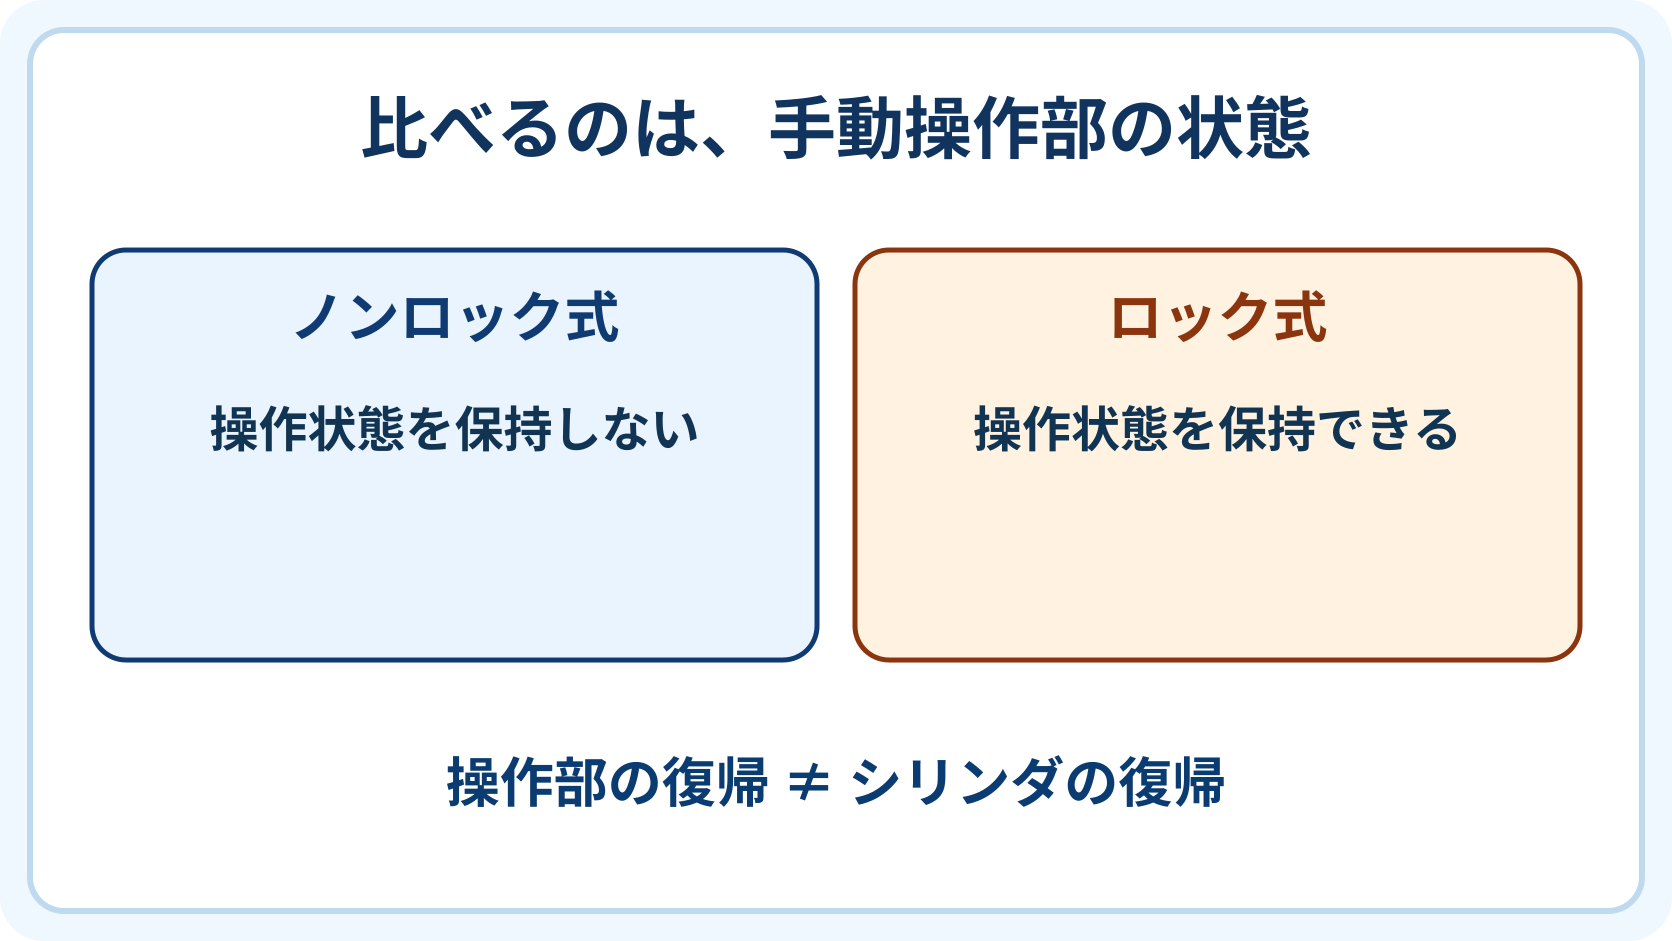 比べるのは、手動操作部の状態
ノンロック式
操作状態を保持しない
ロック式
操作状態を保持できる
操作部の復帰 ≠ シリンダの復帰